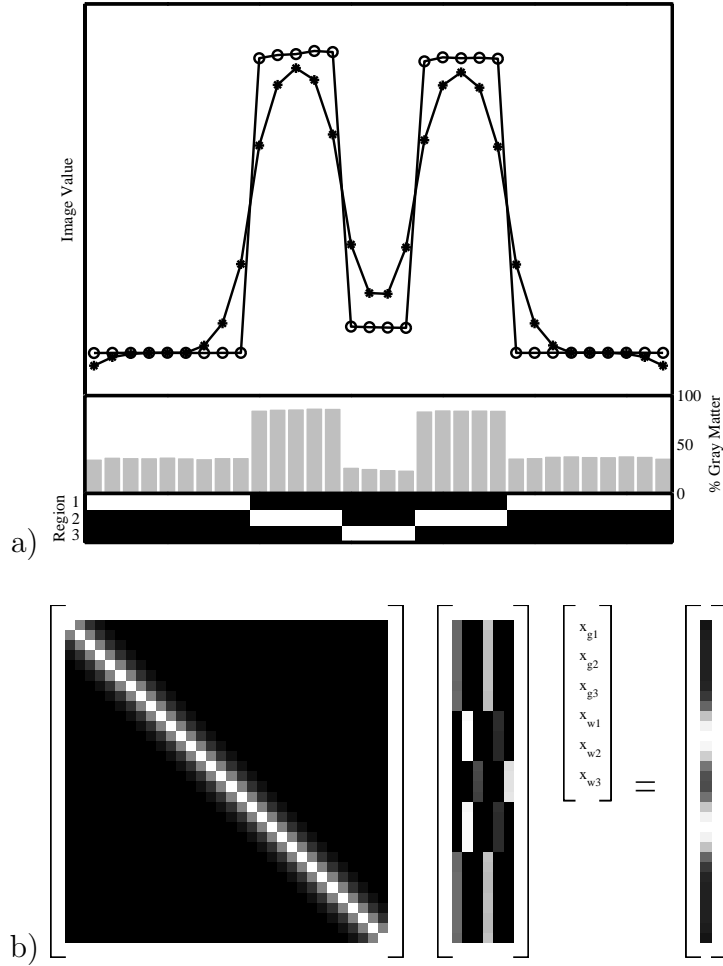 Image Value
100
50
0
% Gray Matter
Region
1
2
3
a)
x_g1
x_g2
x_g3
x_w1
x_w2
x_w3
=
b)